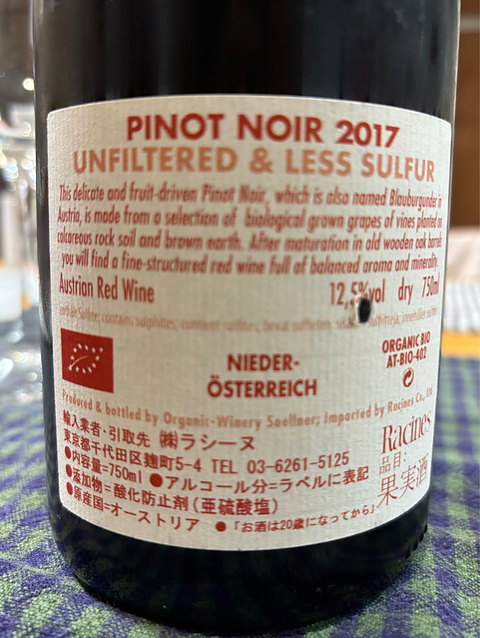 PINOT NOIR 2017
UNFILTERED & LESS SULFUR
This delicate and fruit-driven Pinot Noir, which is also named Blauburgunder in
Austria, is made from a selection of biological grown grapes of vines planted on
calcareous rock soil and brown earth. After maturation in old wooden oak barrels
you will find a fine-structured red wine full of balanced aroma and minerality.
Austrian Red Wine 12,5%vol dry 750ml
contains sulphites;
ORGANIC BIO
AT-BIO-402
NIEDER-
ÖSTERREICH
Produced & bottled by Organic-Winery Soellner; imported by Racines Co., Ltd
輸入業者・引取先 ㈱ラシーヌ
東京都千代田区麹町5-4 TEL 03-6261-5125
●内容量=750ml ●アルコール分=ラベルに表記
●添加物=酸化防止剤(亜硫酸塩)
●原産国=オーストリア ●「お酒は20歳になってから」
Racines
品目:
果実酒